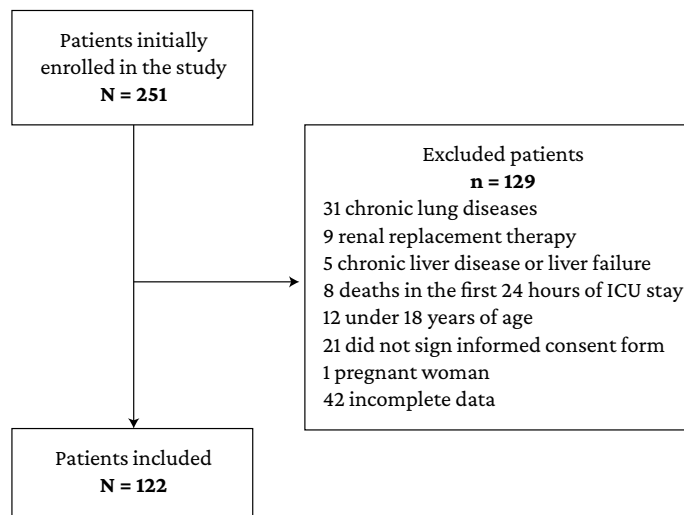 Patients initially
enrolled in the study
N = 251
Excluded patients
n = 129
31 chronic lung diseases
9 renal replacement therapy
5 chronic liver disease or liver failure
8 deaths in the first 24 hours of ICU stay
12 under 18 years of age
21 did not sign informed consent form
1 pregnant woman
42 incomplete data
Patients included
N = 122